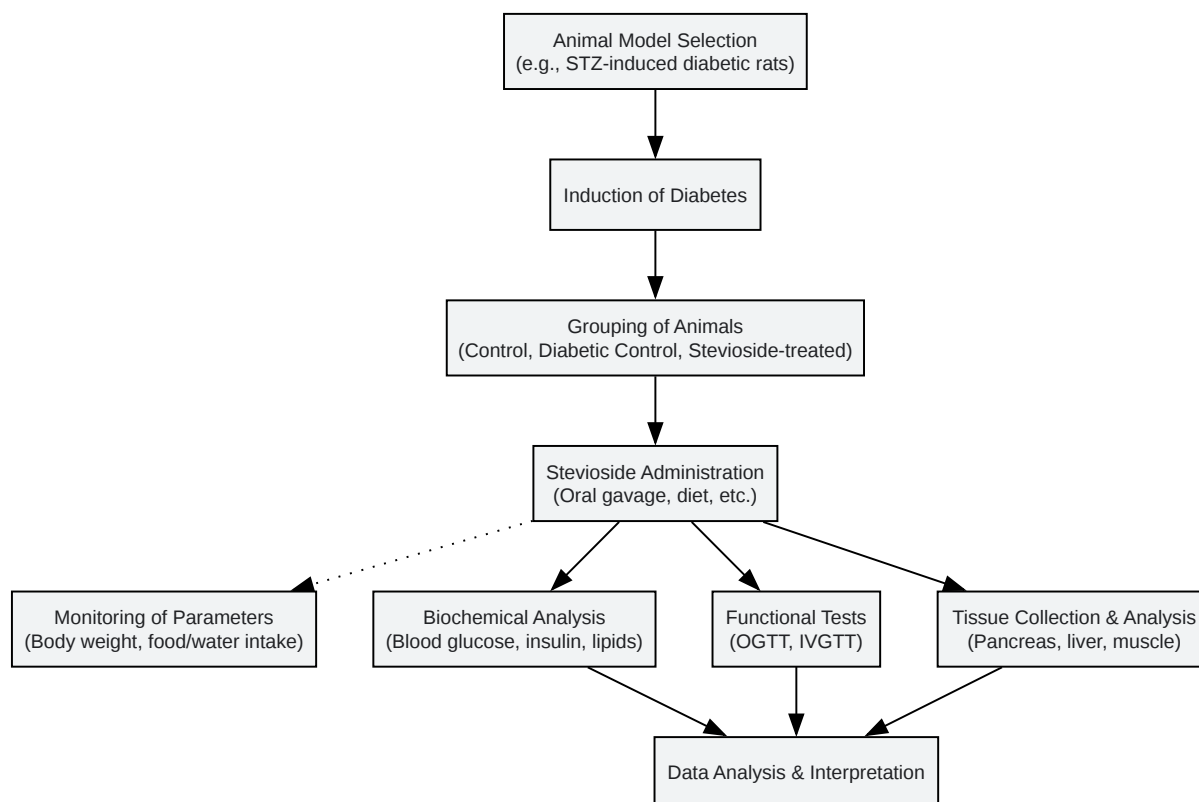 Animal Model Selection
(e.g., STZ-induced diabetic rats)
Induction of Diabetes
Grouping of Animals
(Control, Diabetic Control, Stevioside-treated)
Stevioside Administration
(Oral gavage, diet, etc.)
Monitoring of Parameters
(Body weight, food/water intake)
Biochemical Analysis
(Blood glucose, insulin, lipids)
Functional Tests
(OGTT, IVGTT)
Tissue Collection & Analysis
(Pancreas, liver, muscle)
Data Analysis & Interpretation